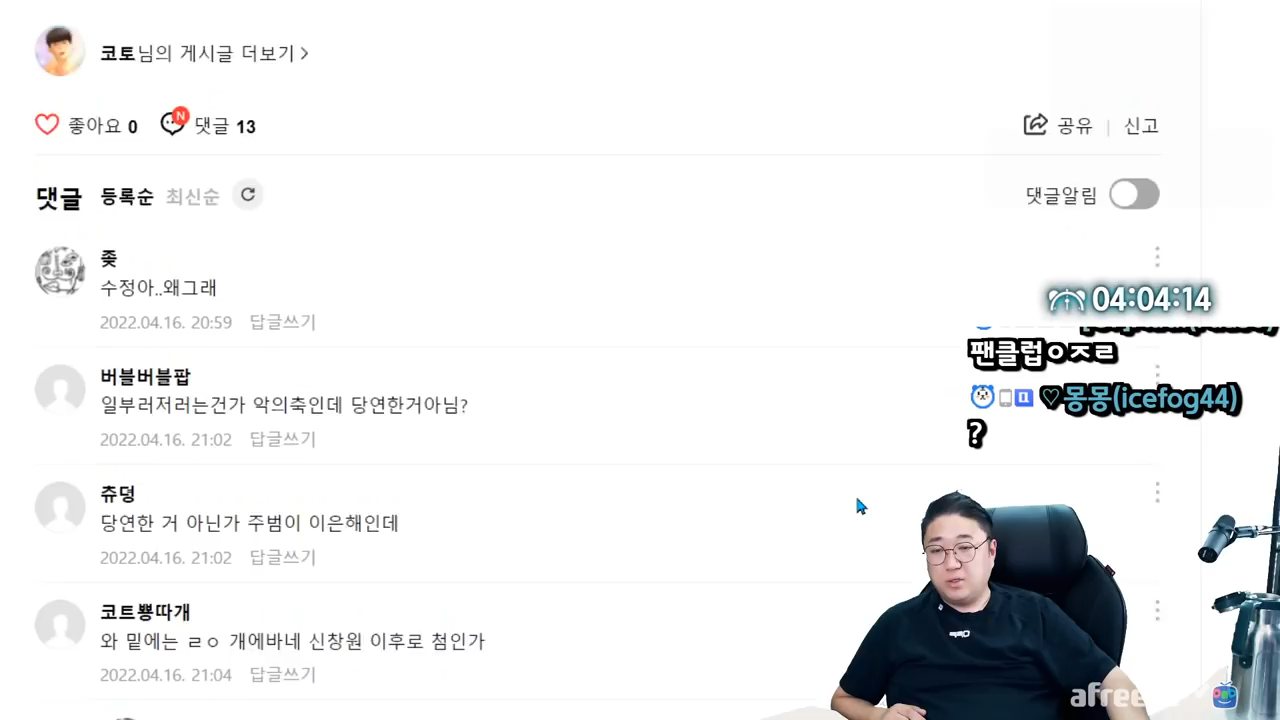 코토님의 게시글 더보기 >
좋아요 0 N 댓글 13
공유 | 신고
댓글 등록순 최신순
댓글알림
좆
수정아..왜그래
2022.04.16. 20:59 답글쓰기
04:04:14
팬클럽ㅇㅈㄹ
♡몽몽(icefog44)
?
버블버블팝
일부러저러는건가 악의축인데 당연한거아님?
2022.04.16. 21:02 답글쓰기
츄덩
당연한 거 아닌가 주범이 이은해인데
2022.04.16. 21:02 답글쓰기
코트뿅따개
와 밑에는 ㄹㅇ 개에바네 신창원 이후로 첨인가
2022.04.16. 21:04 답글쓰기